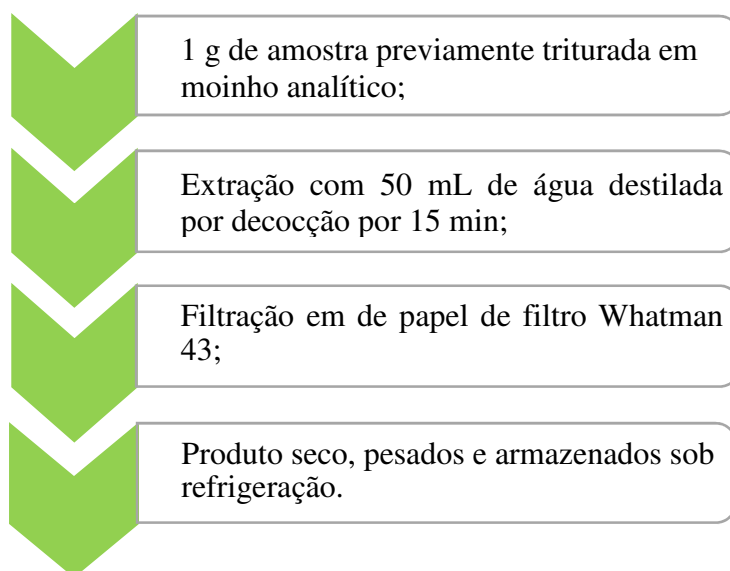 1 g de amostra previamente triturada em
moinho analítico;
Extração com 50 mL de água destilada
por decocção por 15 min;
Filtração em de papel de filtro Whatman
43;
Produto seco, pesados e armazenados sob
refrigeração.